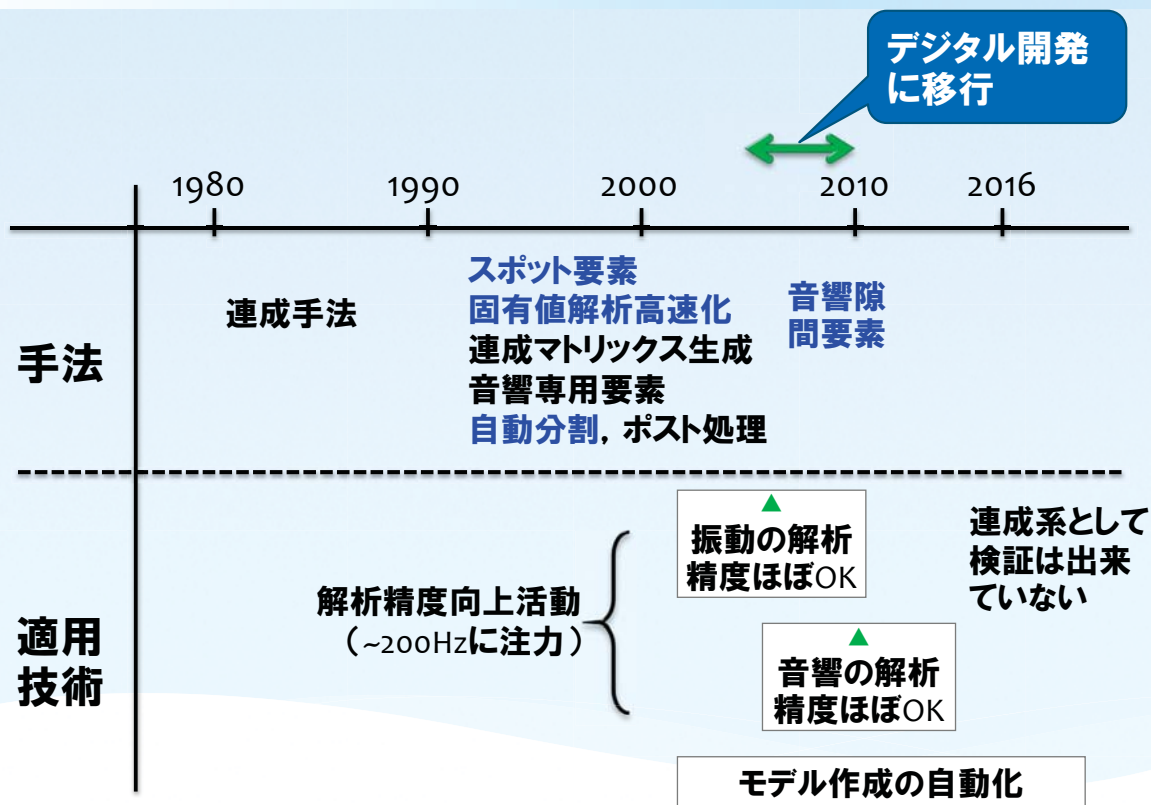 デジタル開発
に移行
1980
1990
2000
2010
2016
手法
連成手法
スポット要素
固有値解析高速化
連成マトリックス生成
音響専用要素
自動分割, ポスト処理
音響隙
間要素
適用
技術
解析精度向上活動
(~200Hzに注力)
振動の解析
精度ほぼOK
音響の解析
精度ほぼOK
連成系として
検証は出来
ていない
モデル作成の自動化